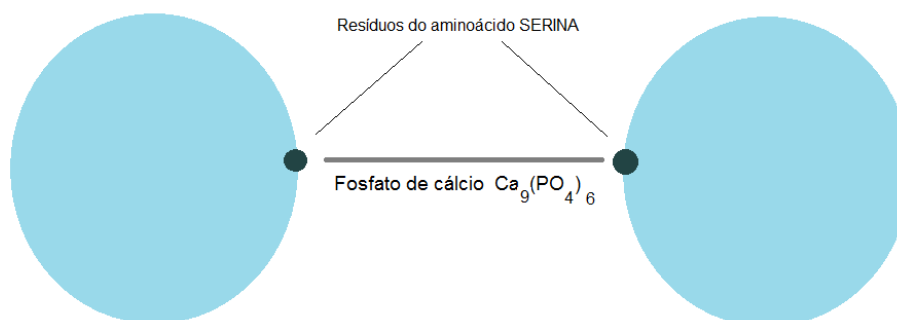 Resíduos do aminoácido SERINA
Fosfato de cálcio Ca9(PO4)6